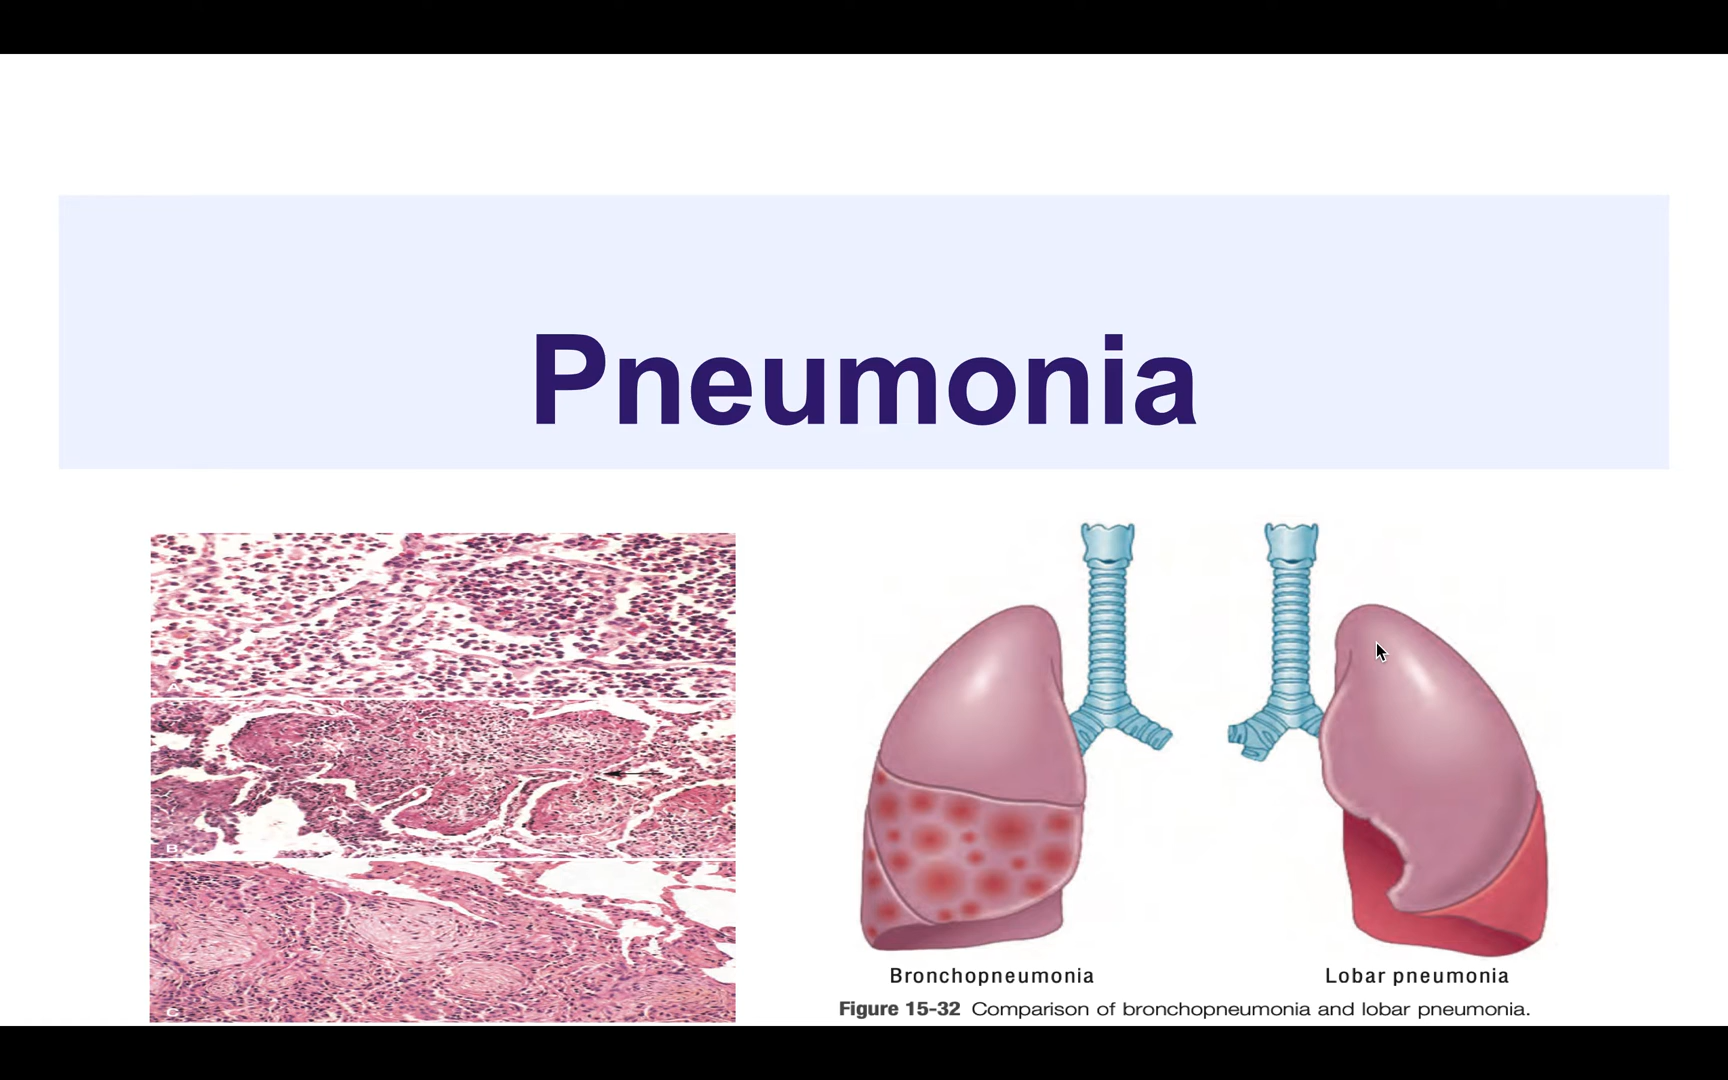 Pneumonia
A
B
C
Bronchopneumonia
Lobar pneumonia
Figure 15-32 Comparison of bronchopneumonia and lobar pneumonia.